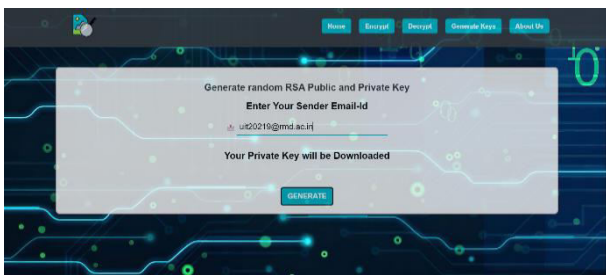 Home Encrypt Decrypt Generate Keys About Us
Generate random RSA Public and Private Key
Enter Your Sender Email-Id
uit20219@rmd.ac.in
Your Private Key will be Downloaded
GENERATE